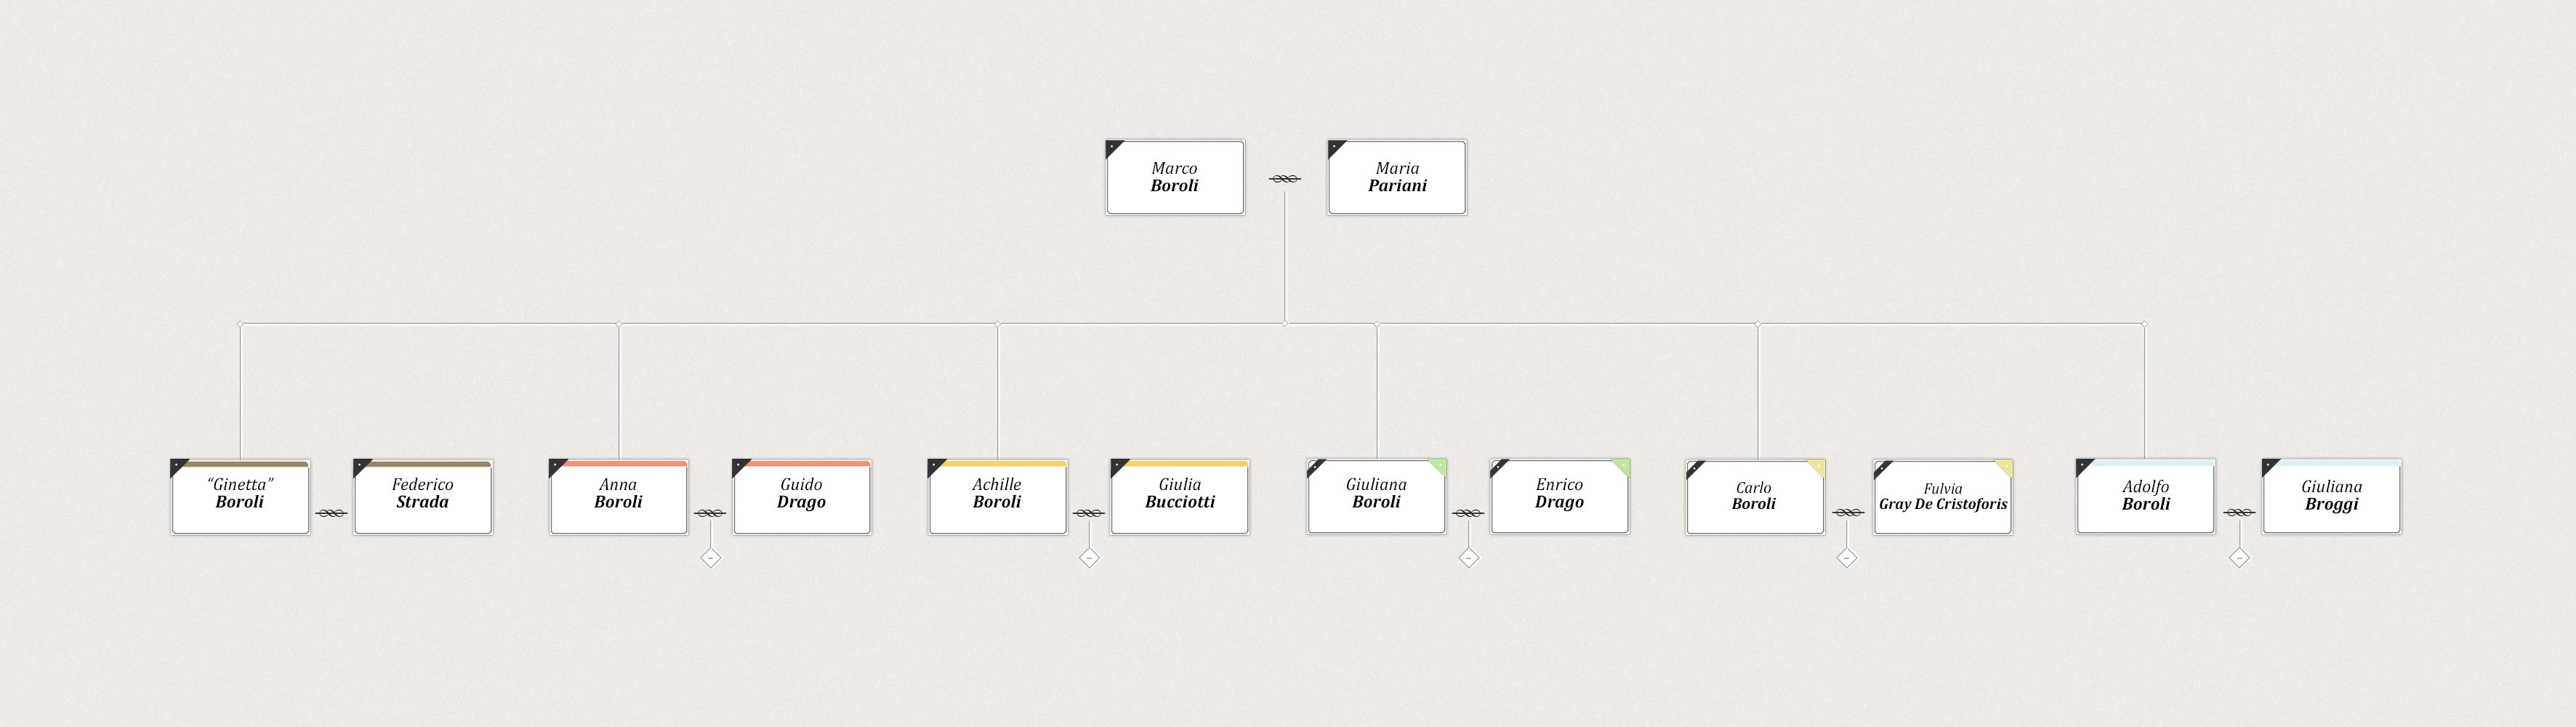 Marco
Boroli
Maria
Pariani
“Ginetta”
Boroli
Federico
Strada
Anna
Boroli
Guido
Drago
Achille
Boroli
Giulia
Bucciotti
Giuliana
Boroli
Enrico
Drago
Carlo
Boroli
Fulvia
Gray De Cristoforis
Adolfo
Boroli
Giuliana
Broggi